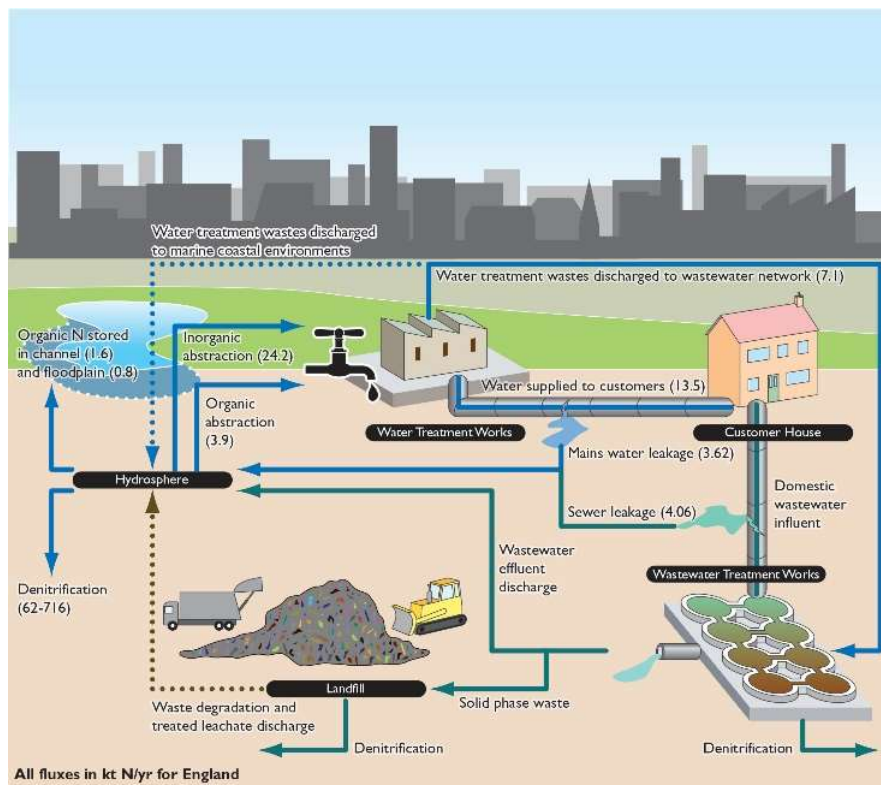 Water treatment wastes discharged
to marine coastal environments
Water treatment wastes discharged to wastewater network (7.1)
Organic N stored
in channel (1.6)
and floodplain (0.8)
Inorganic
abstraction (24.2)
Organic
abstraction
(3.9)
Water supplied to customers (13.5)
Water Treatment Works
Customer House
Mains water leakage (3.62)
Hydrosphere
Sewer leakage (4.06)
Domestic
wastewater
influent
Denitrification
(62-716)
Wastewater
effluent
discharge
Wastewater Treatment Works
Landfill
Waste degradation and
treated leachate discharge
Solid phase waste
Denitrification
Denitrification
All fluxes in kt N/yr for England